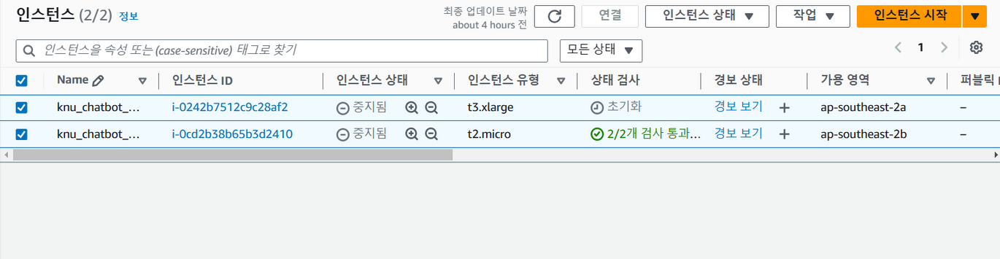 인스턴스 (2/2) 정보
최종 업데이트 날짜
about 4 hours 전
연결
인스턴스 상태
작업
인스턴스 시작
인스턴스을 속성 또는 (case-sensitive) 태그로 찾기
모든 상태
1
Name 인스턴스 ID 인스턴스 상태 인스턴스 유형 상태 검사 경보 상태 가용 영역 퍼블릭
knu_chatbot_... i-0242b7512c9c28af2 중지됨 t3.xlarge 초기화 경보 보기 + ap-southeast-2a –
knu_chatbot_... i-0cd2b38b65b3d2410 중지됨 t2.micro 2/2개 검사 통과... 경보 보기 + ap-southeast-2b –